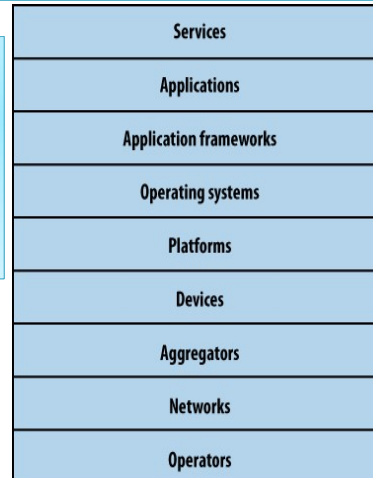 Services
Applications
Application frameworks
Operating systems
Platforms
Devices
Aggregators
Networks
Operators